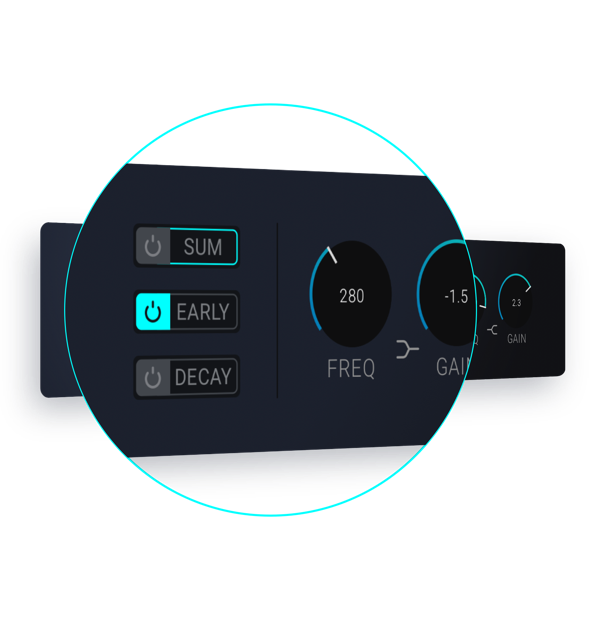 SUM
EARLY
DECAY
280
FREQ
-1.5
2.3
GAIN